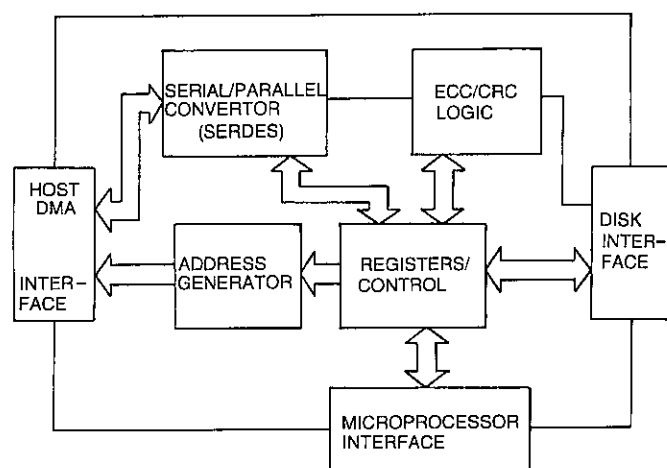 SERIAL/PARALLEL
CONVERTOR
(SERDES)
ECC/CRC
LOGIC
HOST
DMA
INTER-
FACE
ADDRESS
GENERATOR
REGISTERS/
CONTROL
DISK
INTER-
FACE
MICROPROCESSOR
INTERFACE